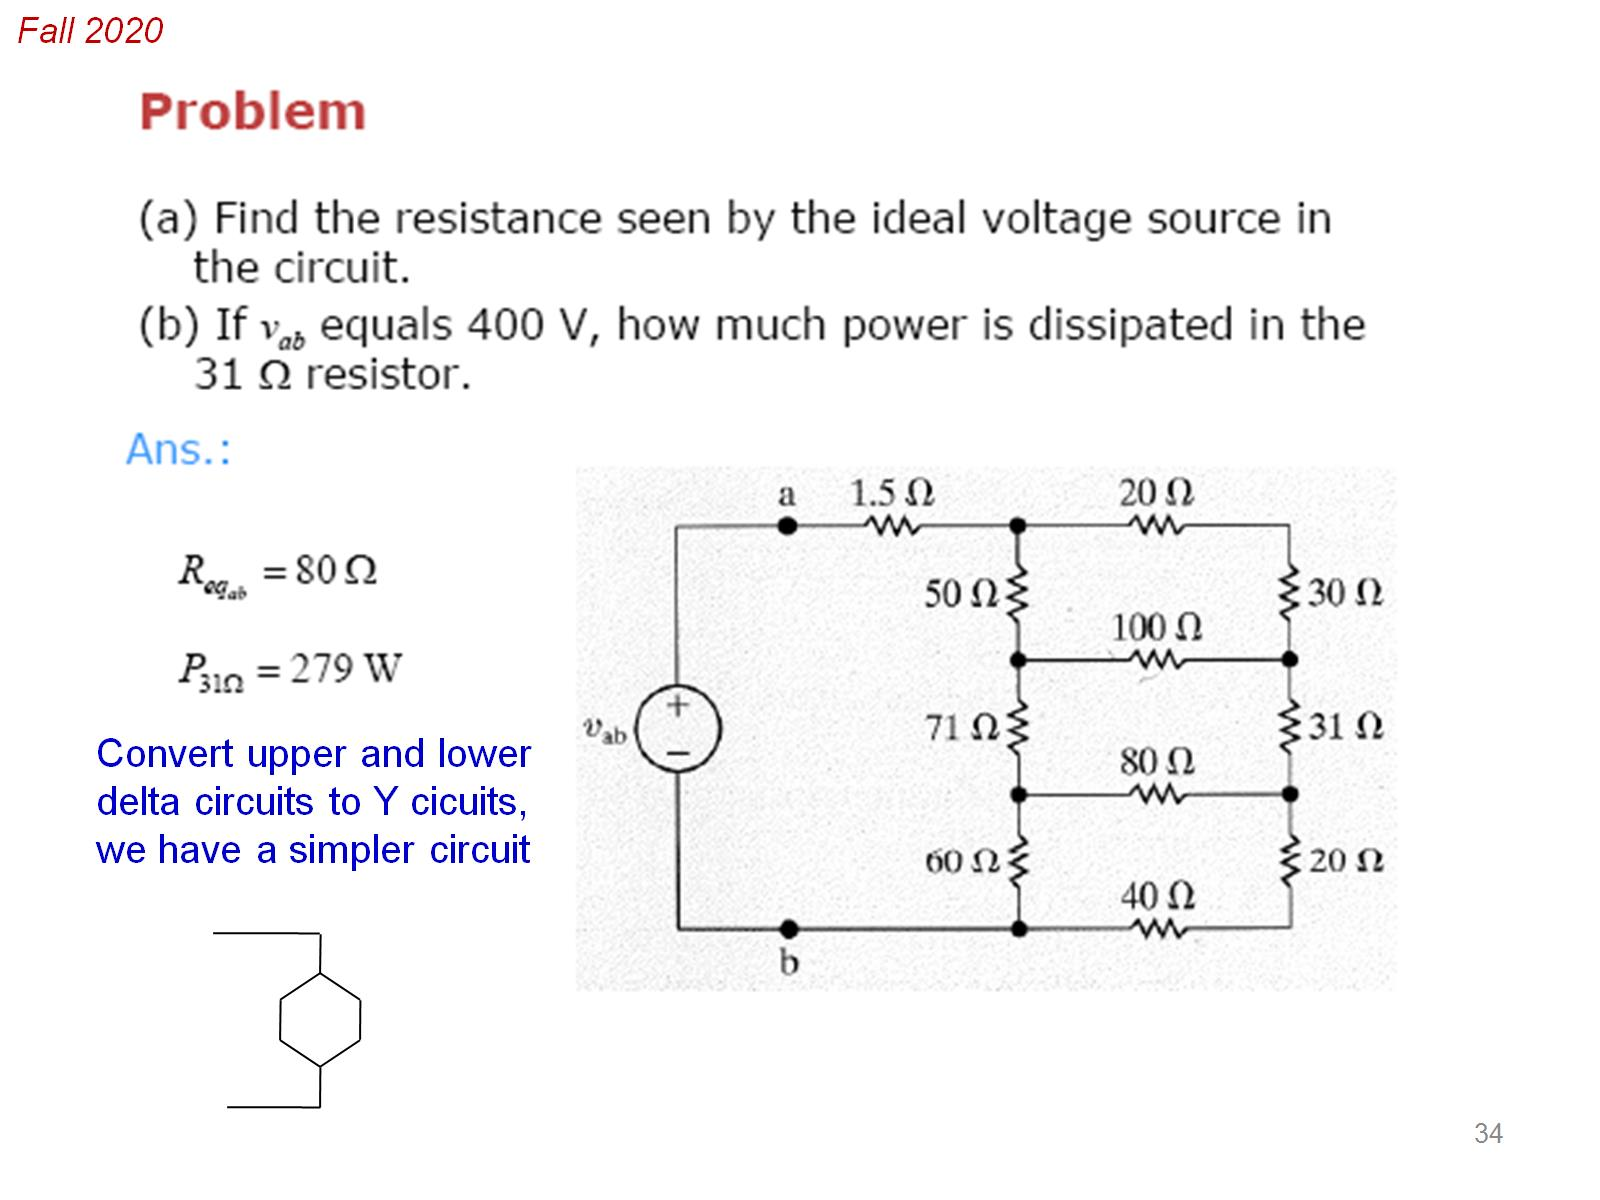 Fall 2020
Problem
(a) Find the resistance seen by the ideal voltage source in
the circuit.
(b) If vab equals 400 V, how much power is dissipated in the
31 Ω resistor.
Ans.:
Reqab = 80 Ω
P31Ω = 279 W
Convert upper and lower
delta circuits to Y cicuits,
we have a simpler circuit
a 1.5 Ω 20 Ω
50 Ω 30 Ω
100 Ω
+
vab
−
71 Ω 31 Ω
80 Ω
60 Ω 20 Ω
40 Ω
b
34